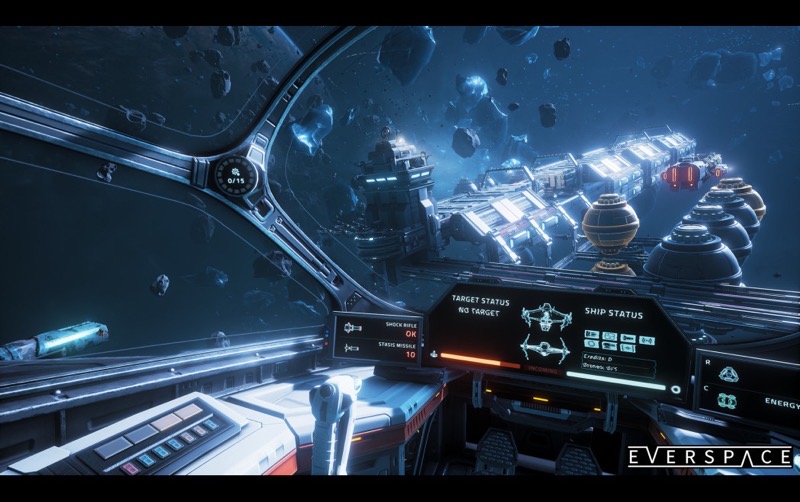 0/15
TARGET STATUS
NO TARGET
SHIP STATUS
SHOCK RIFLE
OK
STASIS MISSILE
10
Credits: 0
R
C
ENERGY
EVERSPACE